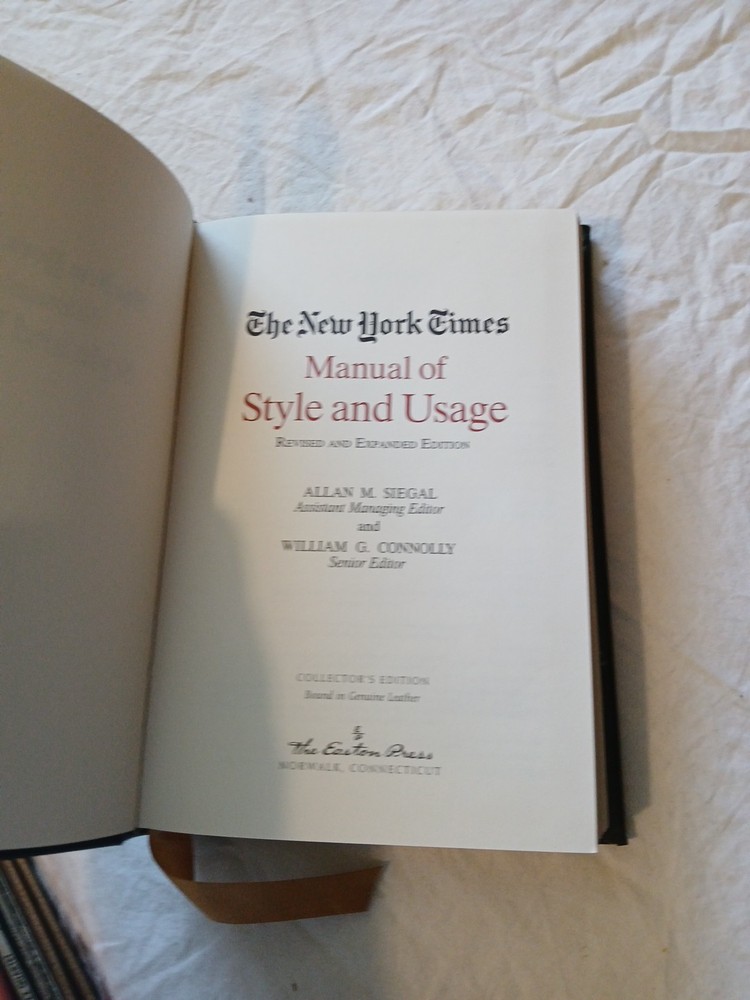 The New York Times
Manual of
Style and Usage
REVISED AND EXPANDED EDITION
ALLAN M. SIEGAL
Assistant Managing Editor
and
WILLIAM G. CONNOLLY
Senior Editor
COLLECTOR'S EDITION
Bound in Genuine Leather
The Easton Press
NORWALK, CONNECTICUT